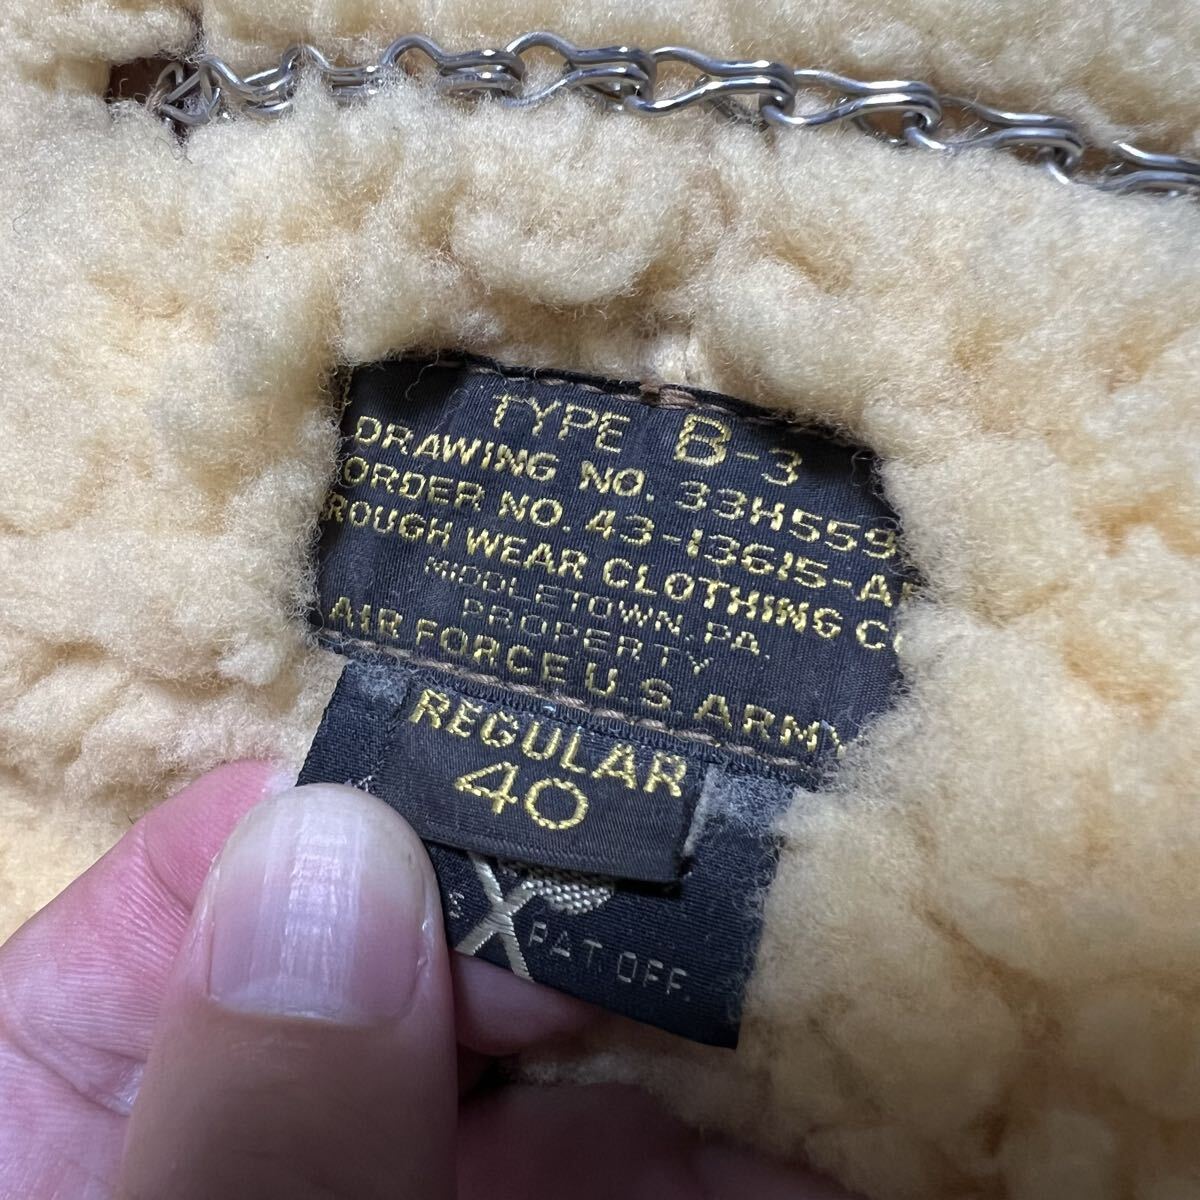 TYPE B-3
DRAWING NO. 33H559
ORDER NO. 43-13615-A
ROUGH WEAR CLOTHING CO
MIDDLETOWN, PA.
PROPERTY
AIR FORCE U.S. ARMY
REGULAR
40
X
PAT. OFF.